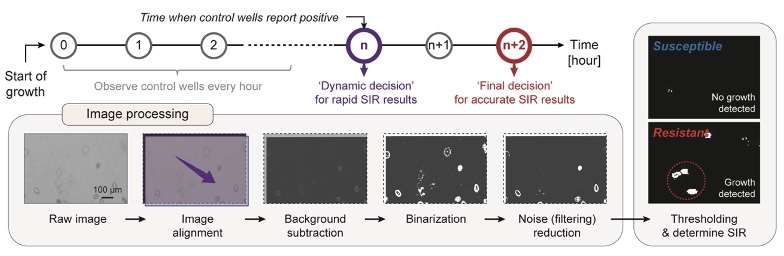 Time when control wells report positive
0
1
2
n
n+1
n+2
Time
[hour]
Start of
growth
Observe control wells every hour
'Dynamic decision'
for rapid SIR results
'Final decision'
for accurate SIR results
Image processing
100 μm
Raw image
Image
alignment
Background
subtraction
Binarization
Noise (filtering)
reduction
Susceptible
No growth
detected
Resistant
Growth
detected
Thresholding
& determine SIR